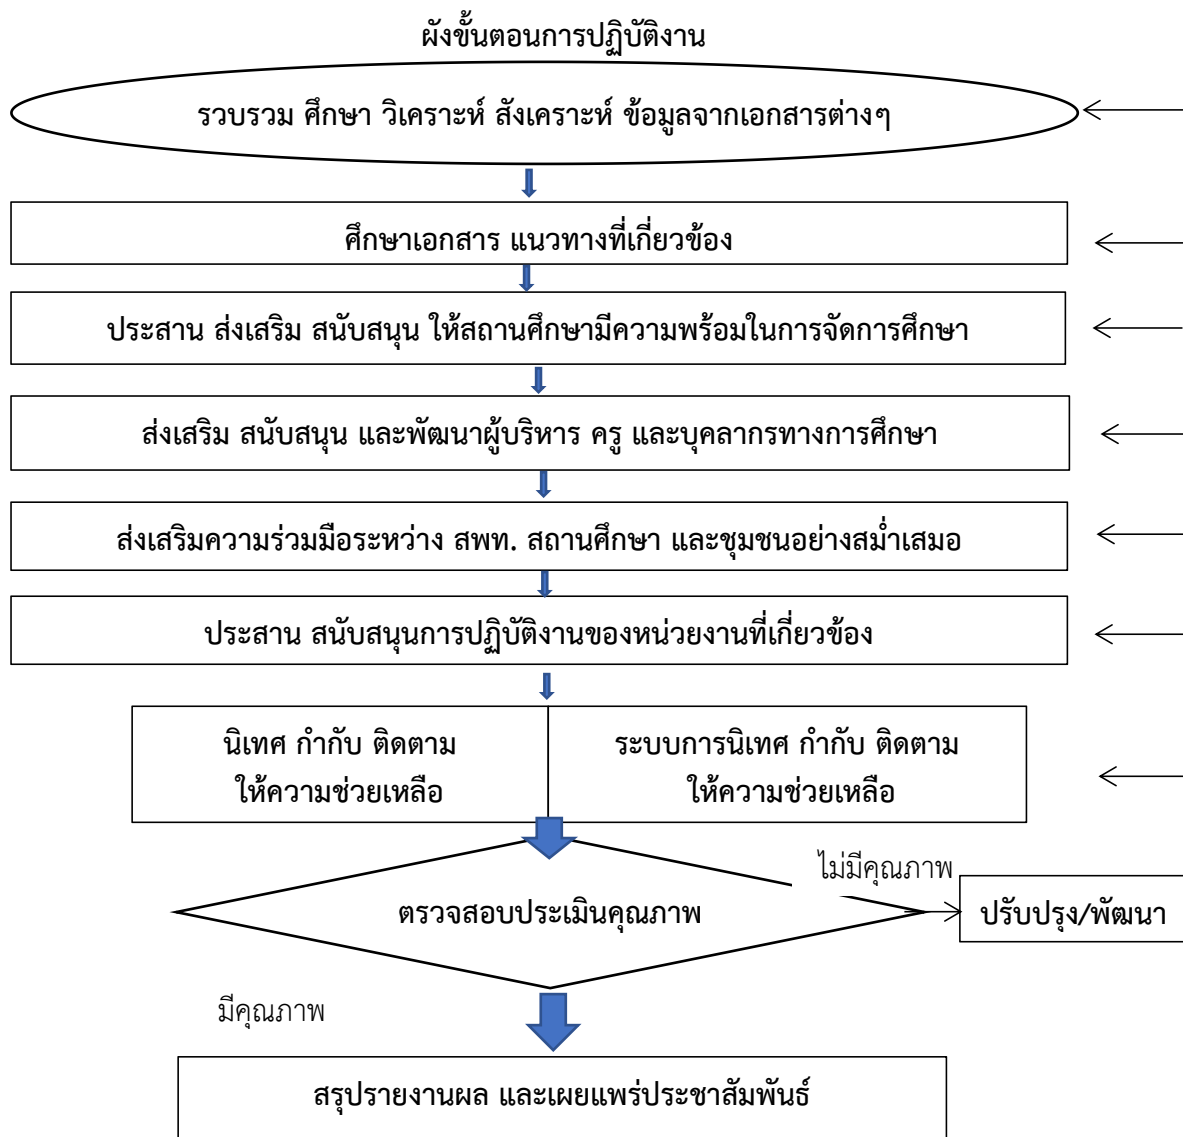 ผังขั้นตอนการปฏิบัติงาน
รวบรวม ศึกษา วิเคราะห์ สังเคราะห์ ข้อมูลจากเอกสารต่างๆ
ศึกษาเอกสาร แนวทางที่เกี่ยวข้อง
ประสาน ส่งเสริม สนับสนุน ให้สถานศึกษามีความพร้อมในการจัดการศึกษา
ส่งเสริม สนับสนุน และพัฒนาผู้บริหาร ครู และบุคลากรทางการศึกษา
ส่งเสริมความร่วมมือระหว่าง สพท. สถานศึกษา และชุมชนอย่างสม่ำเสมอ
ประสาน สนับสนุนการปฏิบัติงานของหน่วยงานที่เกี่ยวข้อง
นิเทศ กำกับ ติดตาม
ให้ความช่วยเหลือ
ระบบการนิเทศ กำกับ ติดตาม
ให้ความช่วยเหลือ
ไม่มีคุณภาพ
ตรวจสอบประเมินคุณภาพ
ปรับปรุง/พัฒนา
มีคุณภาพ
สรุปรายงานผล และเผยแพร่ประชาสัมพันธ์